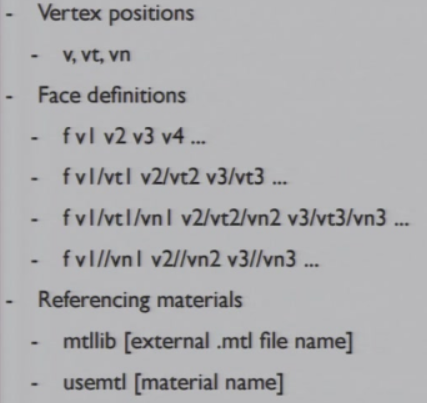 - Vertex positions
- v, vt, vn
- Face definitions
- f v1 v2 v3 v4 ...
- f v1/vt1 v2/vt2 v3/vt3 ...
- f v1/vt1/vn1 v2/vt2/vn2 v3/vt3/vn3 ...
- f v1//vn1 v2//vn2 v3//vn3 ...
- Referencing materials
- mtllib [external .mtl file name]
- usemtl [material name]